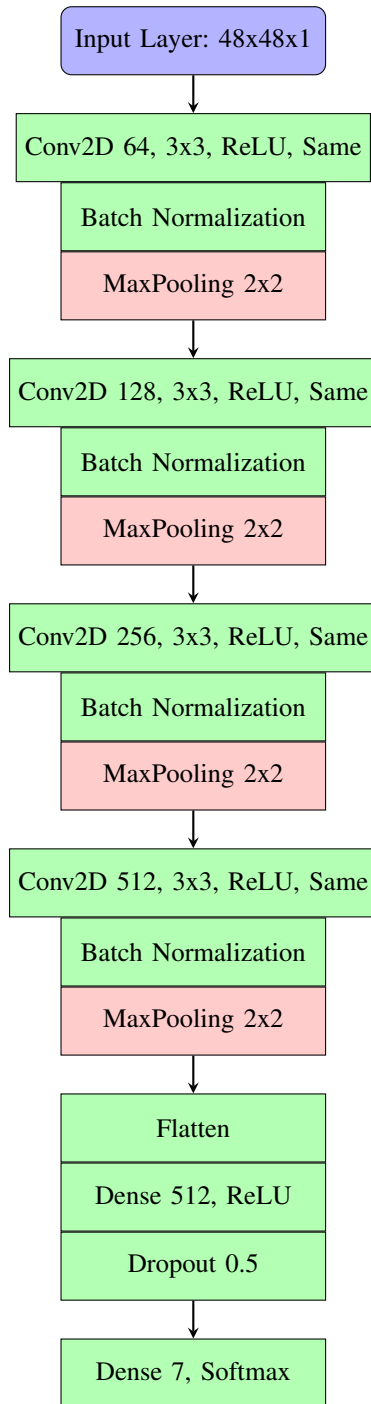 Input Layer: 48x48x1
Conv2D 64, 3x3, ReLU, Same
Batch Normalization
MaxPooling 2x2
Conv2D 128, 3x3, ReLU, Same
Batch Normalization
MaxPooling 2x2
Conv2D 256, 3x3, ReLU, Same
Batch Normalization
MaxPooling 2x2
Conv2D 512, 3x3, ReLU, Same
Batch Normalization
MaxPooling 2x2
Flatten
Dense 512, ReLU
Dropout 0.5
Dense 7, Softmax